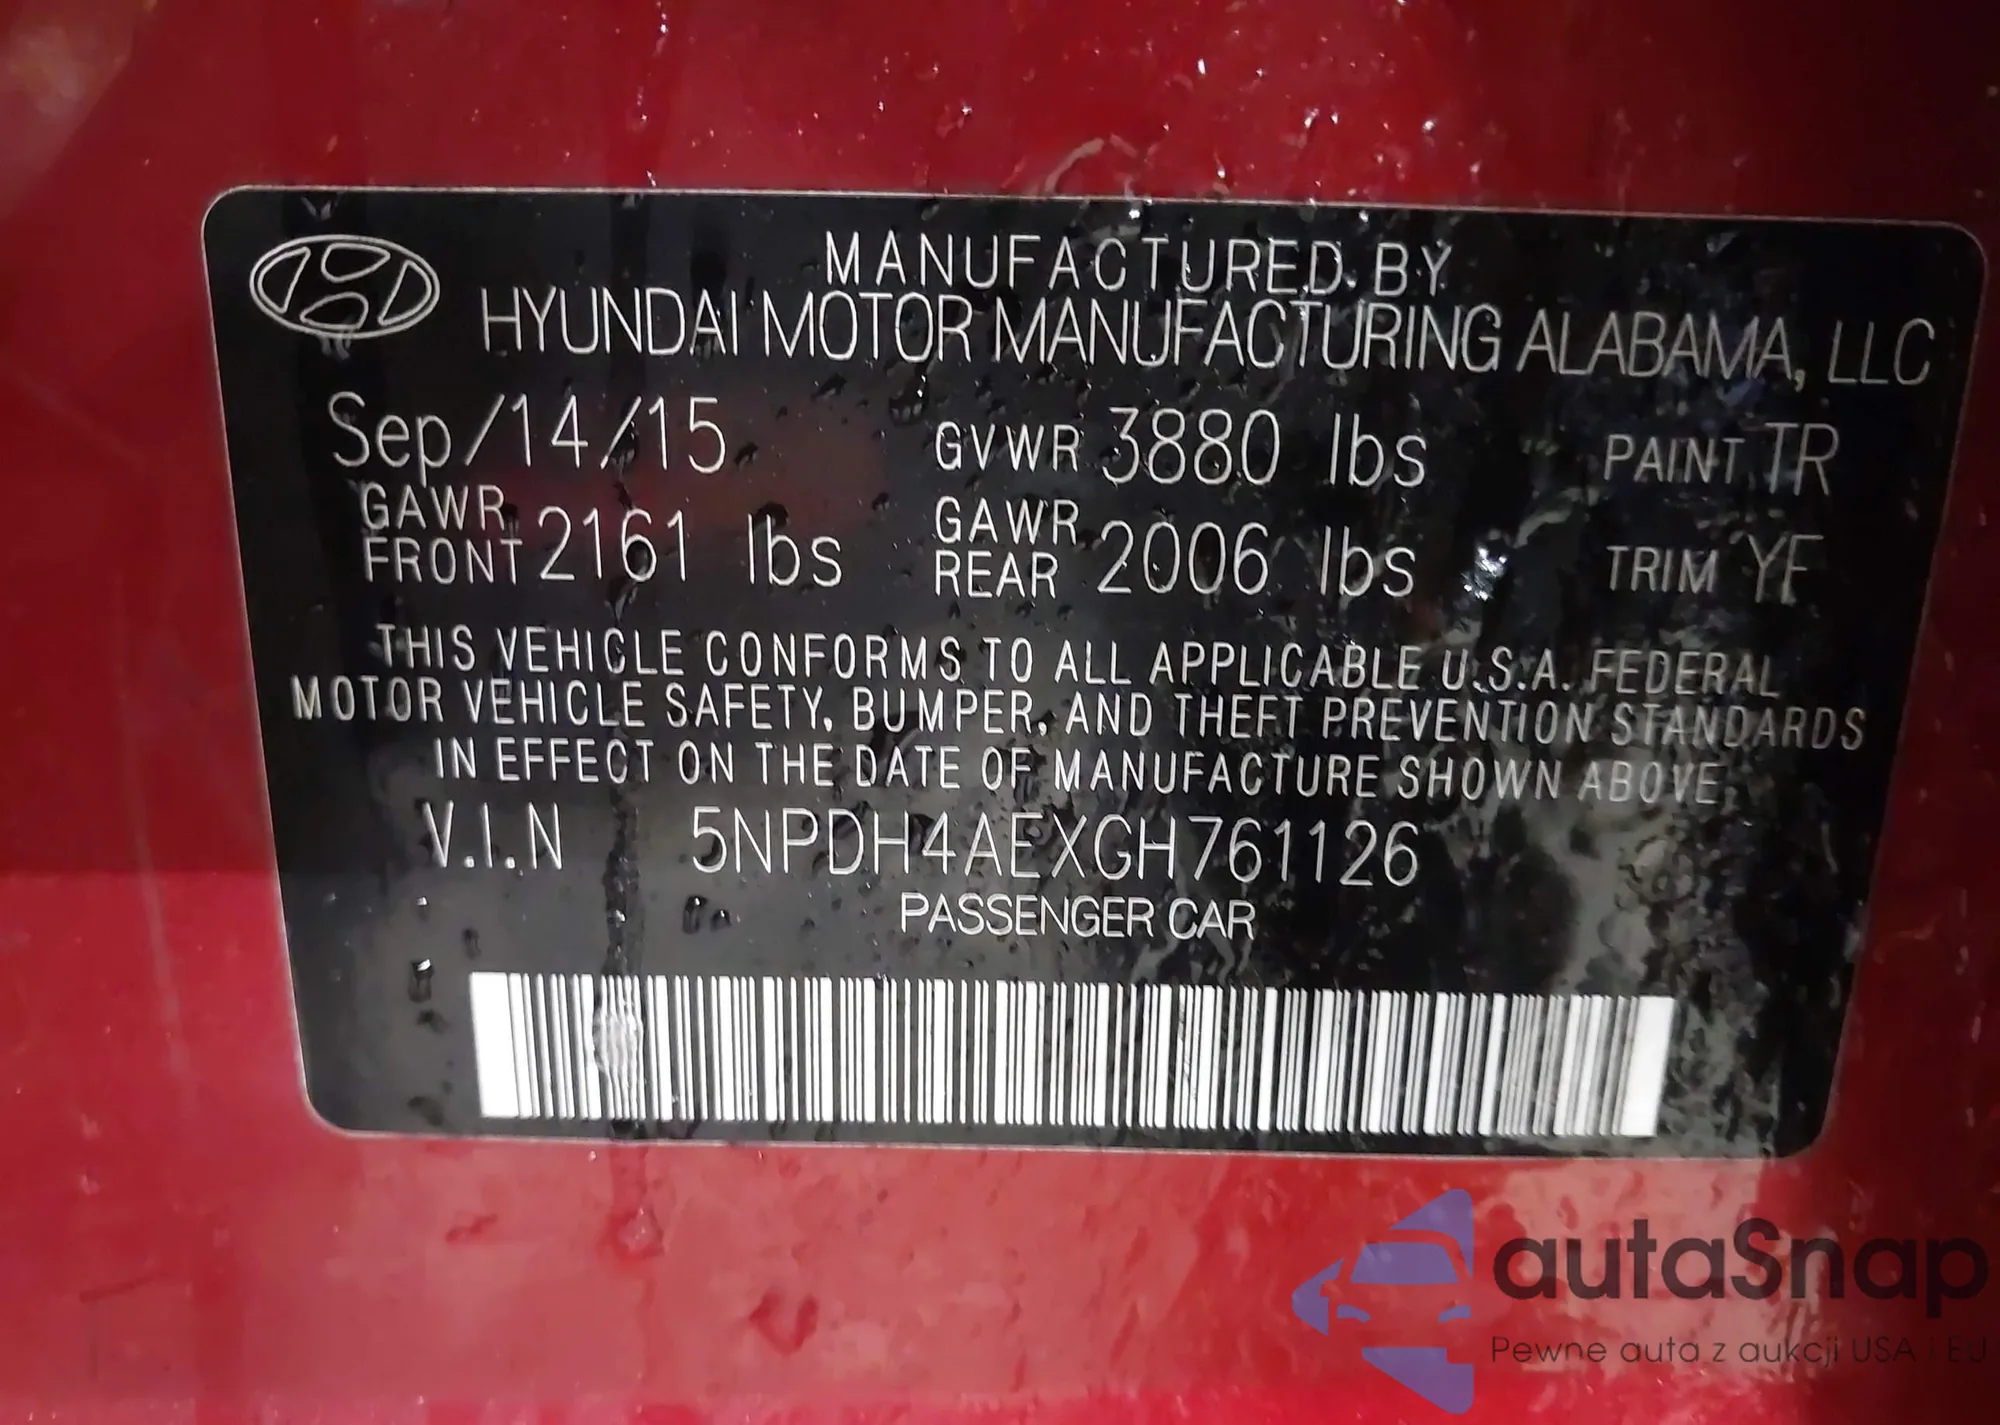 MANUFACTURED BY
HYUNDAI MOTOR MANUFACTURING ALABAMA, LLC
Sep/14/15 GVWR 3880 lbs PAINT TR
GAWR FRONT 2161 lbs GAWR REAR 2006 lbs TRIM YF
THIS VEHICLE CONFORMS TO ALL APPLICABLE U.S.A. FEDERAL
MOTOR VEHICLE SAFETY, BUMPER, AND THEFT PREVENTION STANDARDS
IN EFFECT ON THE DATE OF MANUFACTURE SHOWN ABOVE.
V.I.N 5NPDH4AEXGH761126
PASSENGER CAR
autaSnap
Pewne auta z aukcji USA i EU